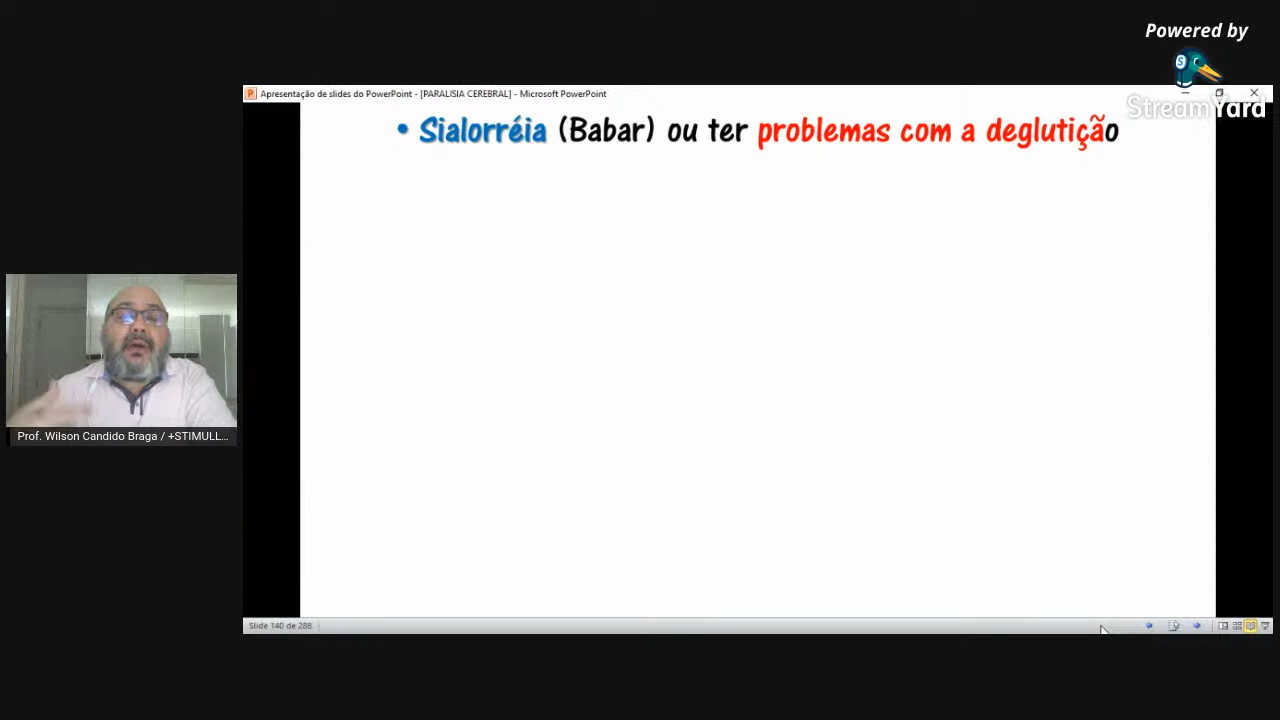 Powered by
StreamYard
Apresentação de slides do PowerPoint - [PARALISIA CEREBRAL] - Microsoft PowerPoint
• Sialorréia (Babar) ou ter problemas com a deglutição
Prof. Wilson Candido Braga / +STIMULL...
Slide 140 de 288